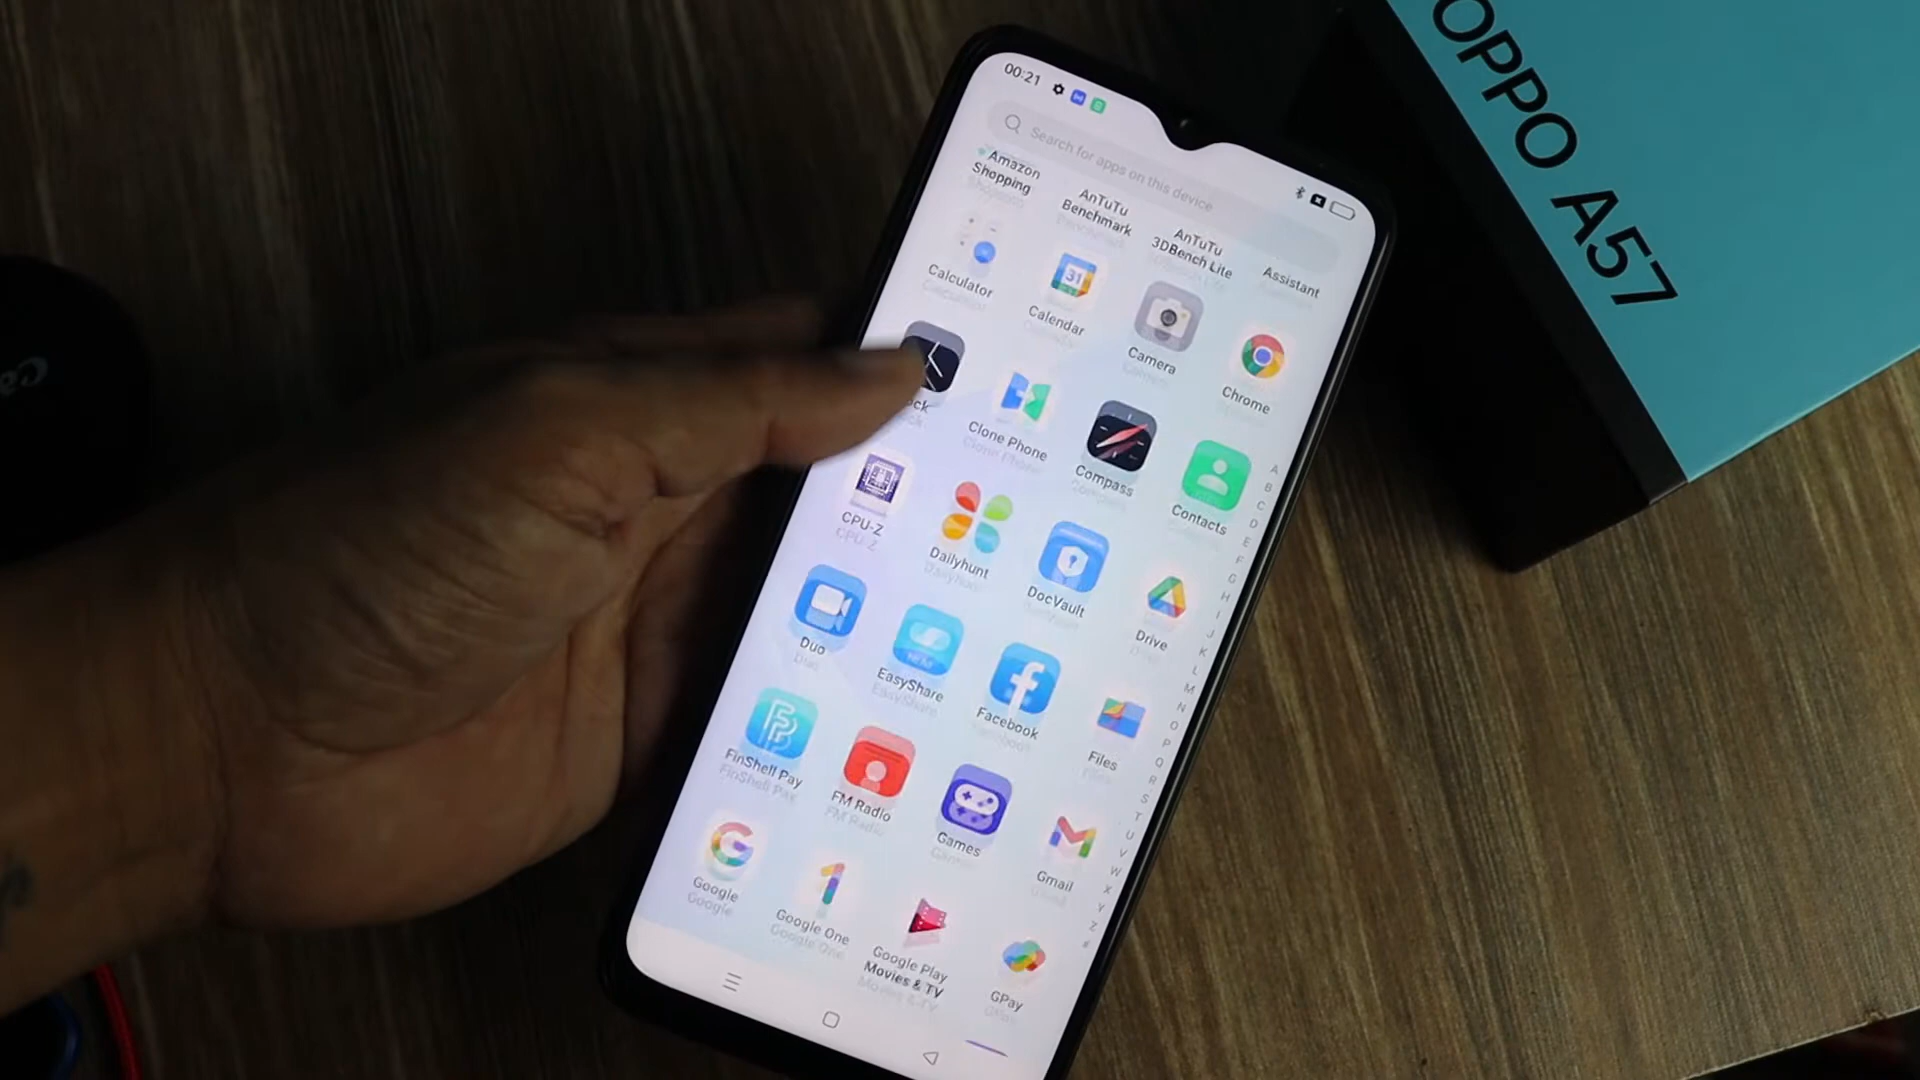 OPPO A57
00:21
Search for apps on this device
Amazon
Shopping
AnTuTu
Benchmark
AnTuTu
3DBench Lite
Assistant
Calculator
31
Calendar
Camera
Chrome
Clone Phone
Compass
Contacts
CPU-Z
Dailyhunt
DocVault
Drive
Duo
EasyShare
Facebook
Files
FinShell Pay
FM Radio
Games
Gmail
Google
Google One
Google Play
Movies & TV
GPay
A
B
C
D
E
F
G
H
I
J
K
L
M
N
O
P
Q
R
S
T
U
V
W
X
Y
Z
#